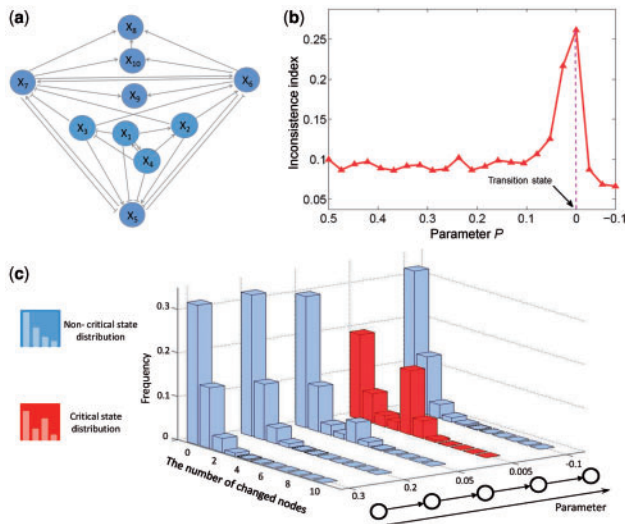 (a)
X8
X10
X7
X6
X9
X3
X1
X2
X4
X5
(b)
Inconsistence index
0.25
0.20
0.15
0.1
0.05
Transition state
0.5
0.4
0.3
0.2
0.1
0
−0.1
Parameter P
(c)
Non- critical state
distribution
Critical state
distribution
Frequency
0.3
0.2
0.1
0
0
2
4
6
8
10
The number of changed nodes
0.3
0.2
0.05
0.005
-0.1
Parameter